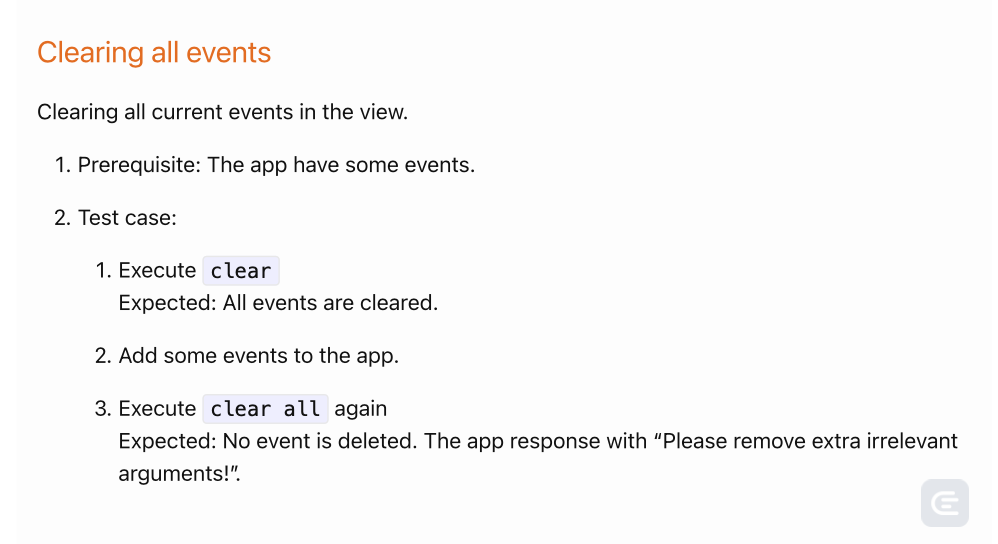 Clearing all events
Clearing all current events in the view.
1. Prerequisite: The app have some events.
2. Test case:
1. Execute clear
Expected: All events are cleared.
2. Add some events to the app.
3. Execute clear all again
Expected: No event is deleted. The app response with “Please remove extra irrelevant
arguments!”.